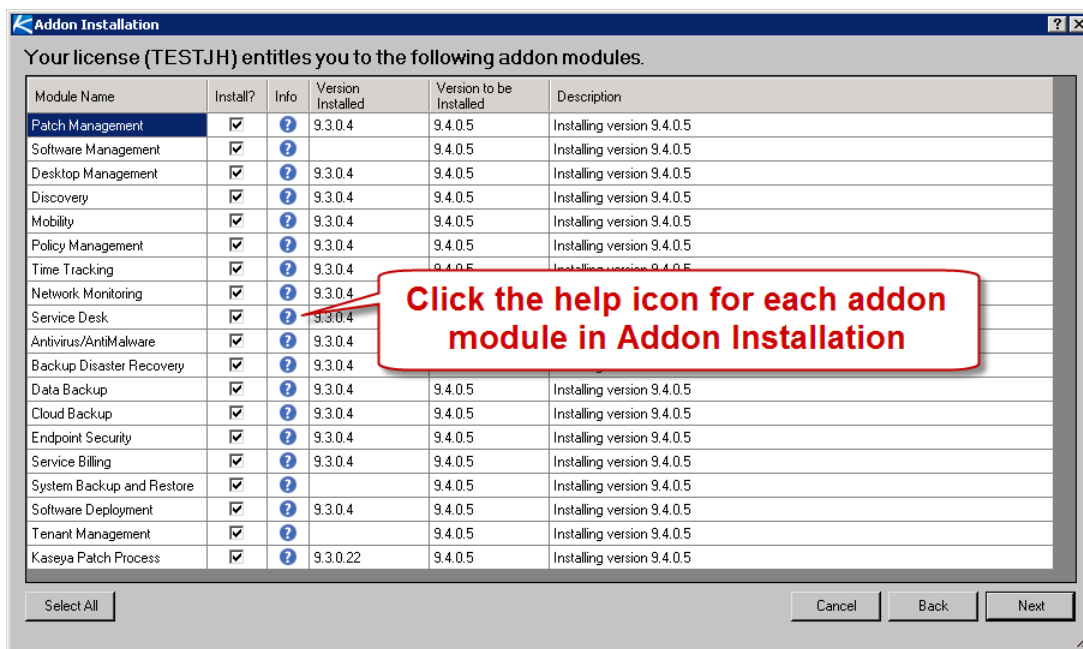 Addon Installation
Your license (TESTJH) entitles you to the following addon modules.
Module Name Install? Info Version Installed Version to be Installed Description
Patch Management 9.3.0.4 9.4.0.5 Installing version 9.4.0.5
Software Management 9.4.0.5 Installing version 9.4.0.5
Desktop Management 9.3.0.4 9.4.0.5 Installing version 9.4.0.5
Discovery 9.3.0.4 9.4.0.5 Installing version 9.4.0.5
Mobility 9.3.0.4 9.4.0.5 Installing version 9.4.0.5
Policy Management 9.3.0.4 9.4.0.5 Installing version 9.4.0.5
Time Tracking 9.3.0.4 9.4.0.5 Installing version 9.4.0.5
Network Monitoring 9.3.0.4
Service Desk 9.3.0.4
Click the help icon for each addon
module in Addon Installation
Antivirus/AntiMalware 9.3.0.4
Backup Disaster Recovery 9.3.0.4
Data Backup 9.3.0.4 9.4.0.5 Installing version 9.4.0.5
Cloud Backup 9.3.0.4 9.4.0.5 Installing version 9.4.0.5
Endpoint Security 9.3.0.4 9.4.0.5 Installing version 9.4.0.5
Service Billing 9.3.0.4 9.4.0.5 Installing version 9.4.0.5
System Backup and Restore 9.4.0.5 Installing version 9.4.0.5
Software Deployment 9.3.0.4 9.4.0.5 Installing version 9.4.0.5
Tenant Management 9.4.0.5 Installing version 9.4.0.5
Kaseya Patch Process 9.3.0.22 9.4.0.5 Installing version 9.4.0.5
Select All Cancel Back Next